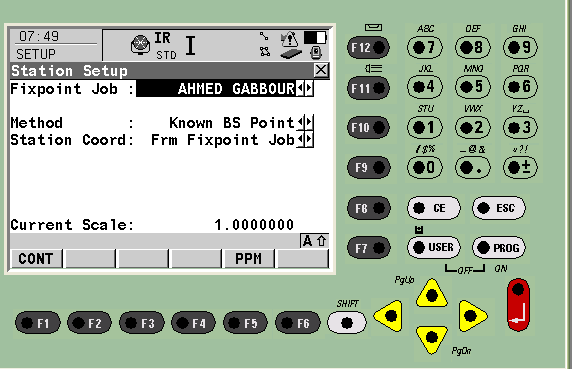 07:49
SETUP
IR
STD
I
Station Setup
Fixpoint Job : AHMED GABBOUR
Method : Known BS Point
Station Coord: Frm Fixpoint Job
Current Scale: 1.0000000
A
CONT PPM
F12 F11 F10 F9 F8 F7
ABC DEF GHI
7 8 9
JKL MNO PQR
4 5 6
STU VWX YZ
1 2 3
/$% _@& *?!
0 . ±
CE ESC
USER PROG
OFF ON
PgUp
PgDn
SHIFT
F1 F2 F3 F4 F5 F6